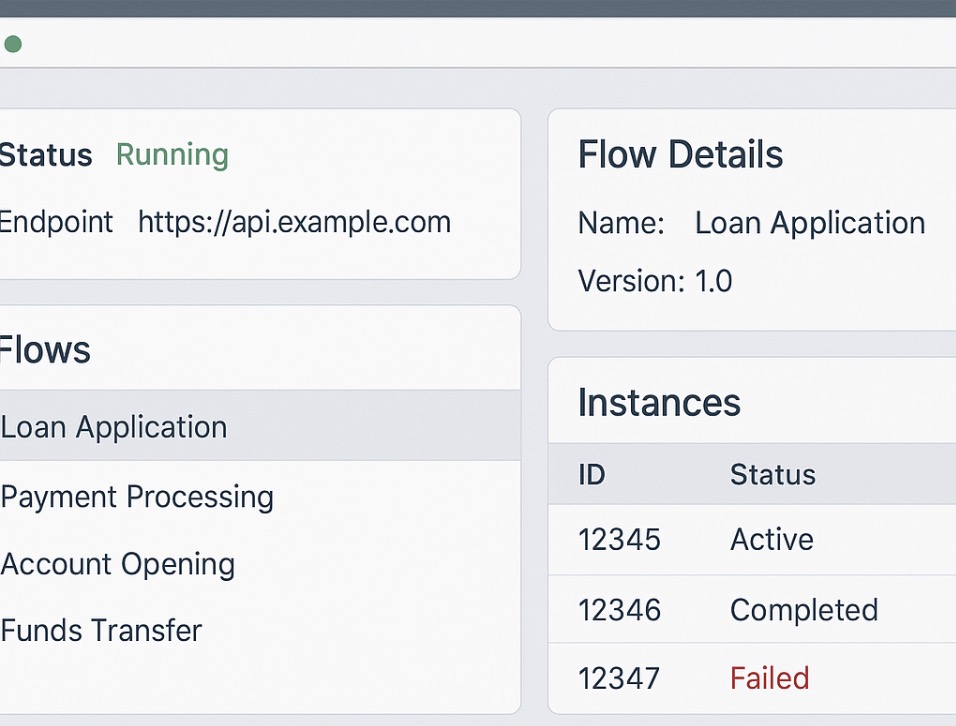 Status Running
Endpoint https://api.example.com
Flows
Loan Application
Payment Processing
Account Opening
Funds Transfer
Flow Details
Name: Loan Application
Version: 1.0
Instances
ID Status
12345 Active
12346 Completed
12347 Failed